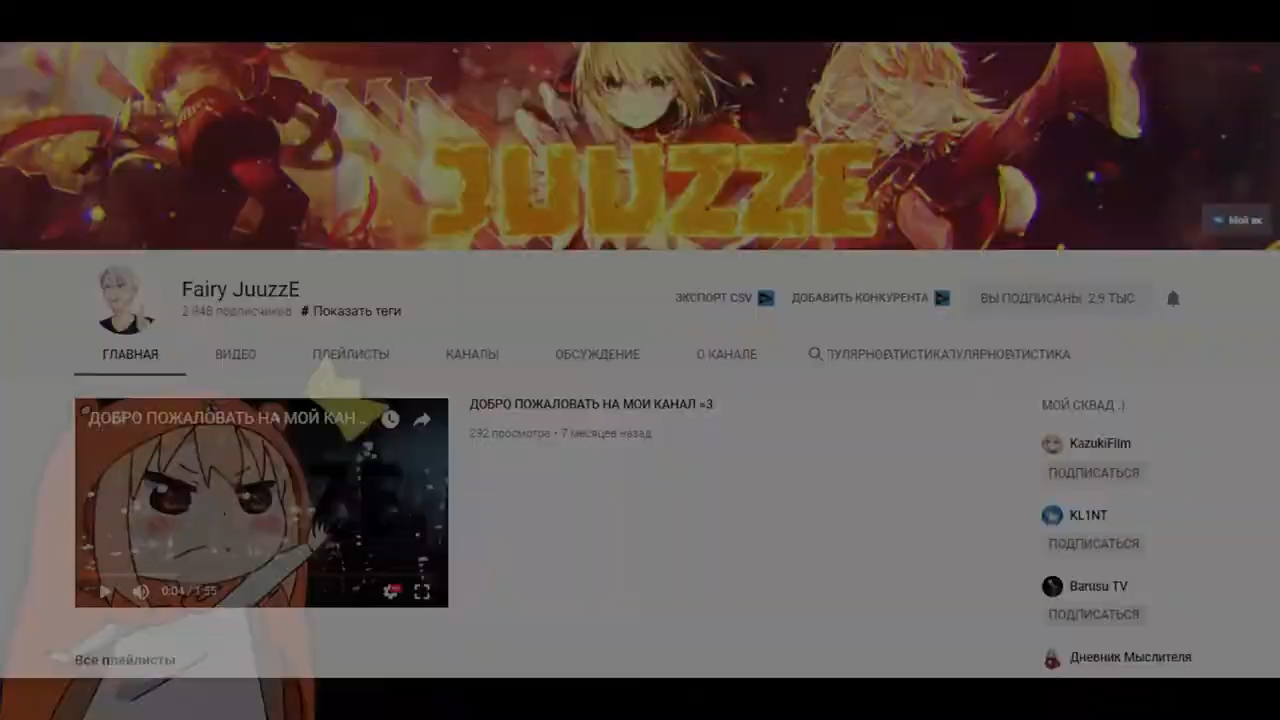 JUUZZE
Мой вк
Fairy JuuzzE
2 948 подписчиков # Показать теги
ЭКСПОРТ CSV
ДОБАВИТЬ КОНКУРЕНТА
ВЫ ПОДПИСАНЫ 2,9 ТЫС
ГЛАВНАЯ
ВИДЕО
ПЛЕЙЛИСТЫ
КАНАЛЫ
ОБСУЖДЕНИЕ
О КАНАЛЕ
ДОБРО ПОЖАЛОВАТЬ НА МОЙ КАН...
0:04 / 1:55
ДОБРО ПОЖАЛОВАТЬ НА МОЙ КАНАЛ =3
292 просмотра • 7 месяцев назад
МОЙ СКВАД :)
KazukiFilm
ПОДПИСАТЬСЯ
KL1NT
ПОДПИСАТЬСЯ
Barusu TV
ПОДПИСАТЬСЯ
Дневник Мыслителя
Все плейлисты